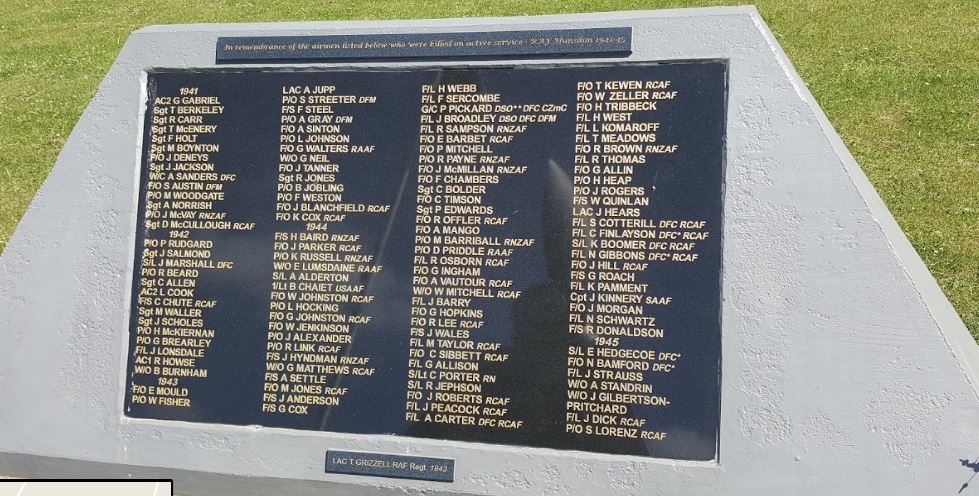 In remembrance of the airmen listed below who were killed on active service - RAF Hunsdon 1941-45
1941
AC2 G GABRIEL
Sgt T BERKELEY
Sgt R CARR
Sgt T McENERY
Sgt F HOLT
Sgt M BOYNTON
P/O J DENEYS
Sgt J JACKSON
W/C A SANDERS DFC
F/O S AUSTIN DFM
P/O M WOODGATE
Sgt A NORRISH
P/O J McVAY RNZAF
Sgt D McCULLOUGH RCAF
1942
P/O P RUDGARD
Sgt J SALMOND
S/L J MARSHALL DFC
P/O R BEARD
Sgt C ALLEN
AC2 L COOK
F/S C CHUTE RCAF
Sgt M WALLER
Sgt J SCHOLES
P/O H McKIERNAN
P/O G BREARLEY
F/L J LONSDALE
AC1 R HOWSE
W/O B BURNHAM
1943
F/O E MOULD
P/O W FISHER
LAC A JUPP
P/O S STREETER DFM
F/S F STEEL
P/O A GRAY DFM
P/O A SINTON
P/O L JOHNSON
F/O G WALTERS RAAF
W/O G NEIL
F/O J TANNER
Sgt R JONES
P/O B JOBLING
P/O F WESTON
F/O J BLANCHFIELD RCAF
F/O K COX RCAF
1944
F/S H BAIRD RNZAF
F/O J PARKER RCAF
P/O K RUSSELL RNZAF
W/O E LUMSDAINE RAAF
S/L A ALDERTON
1/Lt B CHAIET USAAF
F/O W JOHNSTON RCAF
P/O L HOCKING
F/O G JOHNSTON RCAF
F/O W JENKINSON
P/O J ALEXANDER
P/O R LINK RCAF
F/S J HYNDMAN RNZAF
W/O G MATTHEWS RCAF
F/S A SETTLE
F/O M JONES RCAF
F/S J ANDERSON
F/S G COX
F/L H WEBB
F/L F SERCOMBE
G/C P PICKARD DSO** DFC CZmC
F/L J BROADLEY DSO DFC DFM
F/L R SAMPSON RNZAF
F/O E BARBET RCAF
F/O P MITCHELL
P/O R PAYNE RNZAF
F/O J McMILLAN RNZAF
P/O F CHAMBERS
Sgt C BOLDER
F/O C TIMSON
Sgt P EDWARDS
F/O R OFFLER RCAF
F/O A MANGO
P/O M BARRIBALL RNZAF
P/O D PRIDDLE RAAF
F/L R OSBORN RCAF
F/O G INGHAM
F/O A VAUTOUR RCAF
W/O W MITCHELL RCAF
F/L J BARRY
F/O G HOPKINS
F/O R LEE RCAF
F/S J WALES
F/L M TAYLOR RCAF
F/O C SIBBETT RCAF
F/L G ALLISON
S/Lt C PORTER RN
S/L R JEPHSON
F/O J ROBERTS RCAF
F/L J PEACOCK RCAF
F/L A CARTER DFC RCAF
F/O T KEWEN RCAF
F/O W ZELLER RCAF
F/O H TRIBBECK
F/L H WEST
F/L L KOMAROFF
F/L T MEADOWS
F/O R BROWN RNZAF
F/L R THOMAS
F/O G ALLIN
P/O H HEAP
P/O J ROGERS
F/S W QUINLAN
LAC J HEARS
F/L S COTTERILL DFC RCAF
F/L C FINLAYSON DFC* RCAF
S/L K BOOMER DFC RCAF
F/L N GIBBONS DFC* RCAF
F/O J HILL RCAF
F/S G ROACH
F/L K PAMMENT
Cpt J KINNERY SAAF
F/O J MORGAN
F/L N SCHWARTZ
F/S R DONALDSON
1945
S/L E HEDGECOE DFC*
F/O N BAMFORD DFC*
F/L J STRAUSS
W/O A STANDRIN
W/O J GILBERTSON-
PRITCHARD
F/L J DICK RCAF
P/O S LORENZ RCAF
LAC T GRIZZELL RAF Regt. 1943